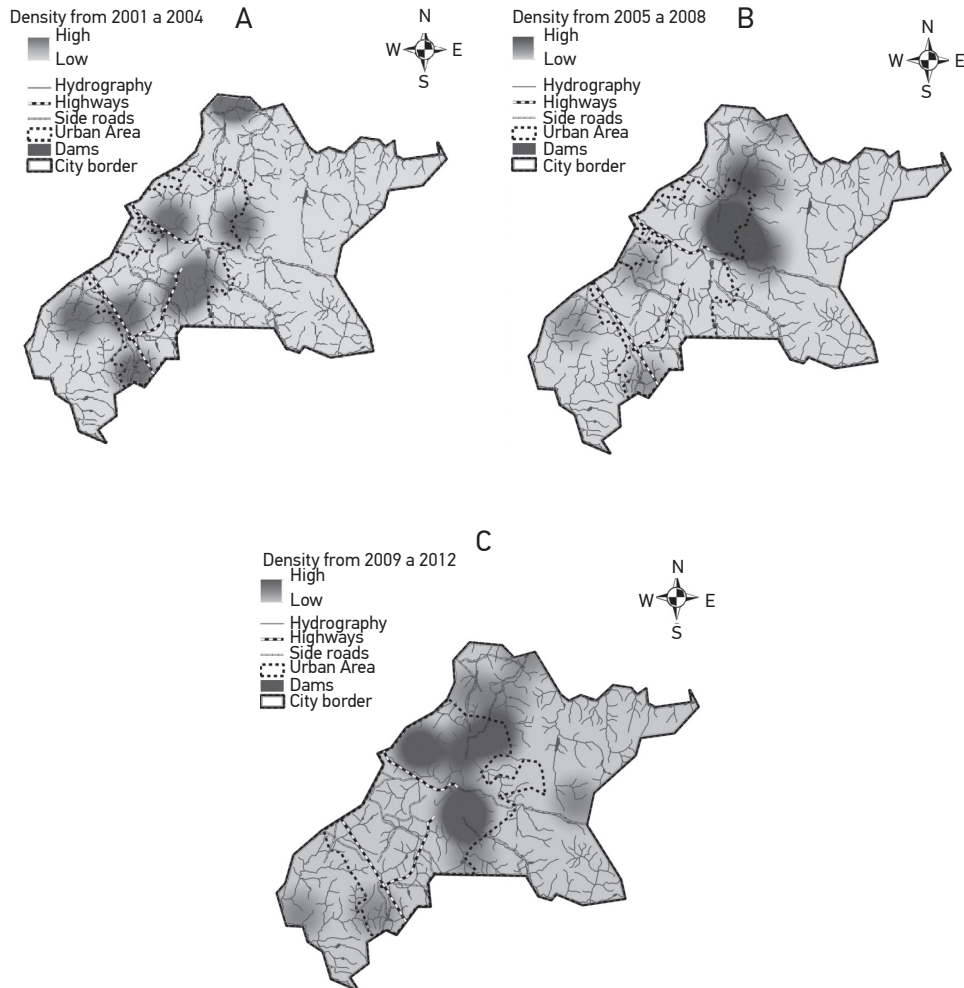 Density from 2001 a 2004
A
High
Low
N
W
E
S
Hydrography
Highways
Side roads
Urban Area
Dams
City border
Density from 2005 a 2008
B
High
Low
N
W
E
S
Hydrography
Highways
Side roads
Urban Area
Dams
City border
C
Density from 2009 a 2012
High
Low
N
W
E
S
Hydrography
Highways
Side roads
Urban Area
Dams
City border